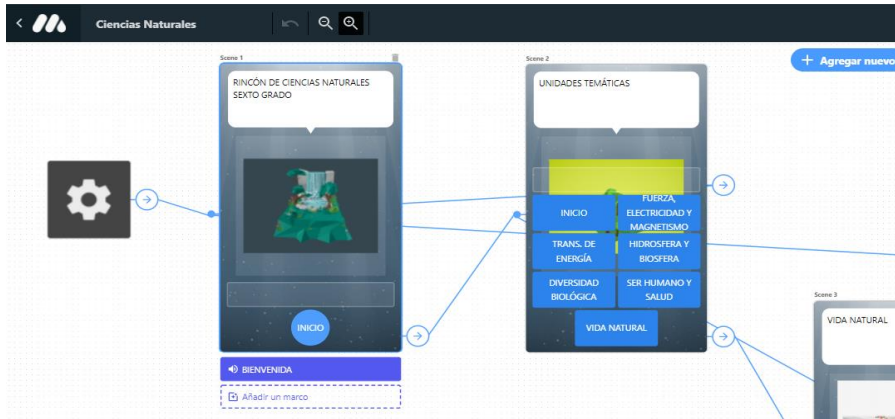 Ciencias Naturales
Scene 1
RINCÓN DE CIENCIAS NATURALES
SEXTO GRADO
INICIO
BIENVENIDA
Añadir un marco
Scene 2
UNIDADES TEMÁTICAS
INICIO
FUERZA,
ELECTRICIDAD Y
MAGNETISMO
TRANS. DE
ENERGÍA
HIDROSFERA Y
BIOSFERA
DIVERSIDAD
BIOLÓGICA
SER HUMANO Y
SALUD
VIDA NATURAL
+ Agregar nuevo
Scene 3
VIDA NATURAL